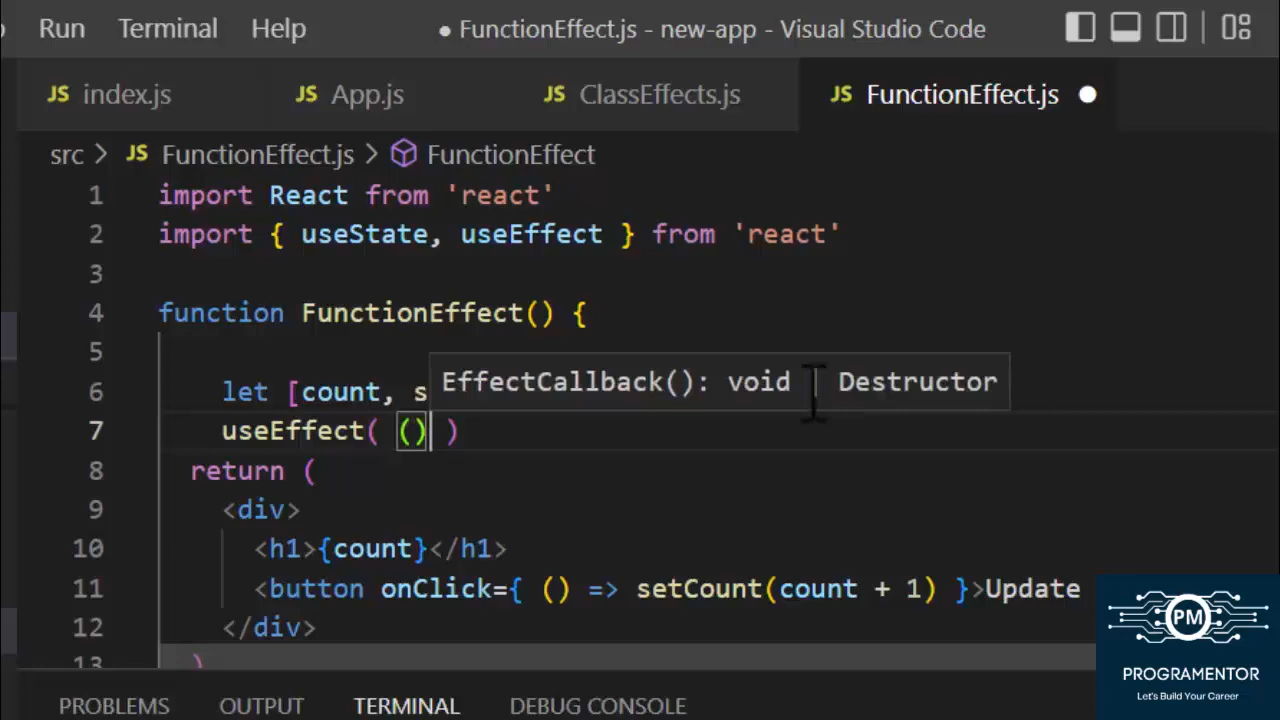 Run Terminal Help ● FunctionEffect.js - new-app - Visual Studio Code
JS index.js JS App.js JS ClassEffects.js JS FunctionEffect.js ●
src > JS FunctionEffect.js > FunctionEffect
1 import React from 'react'
2 import { useState, useEffect } from 'react'
3
4 function FunctionEffect() {
5
EffectCallback(): void | Destructor
6 let [count, s
7 useEffect( () )
8 return (
9 <div>
10 <h1>{count}</h1>
11 <button onClick={ () => setCount(count + 1) }>Update
12 </div>
13 )
PM
PROGRAMENTOR
Let's Build Your Career
PROBLEMS OUTPUT TERMINAL DEBUG CONSOLE